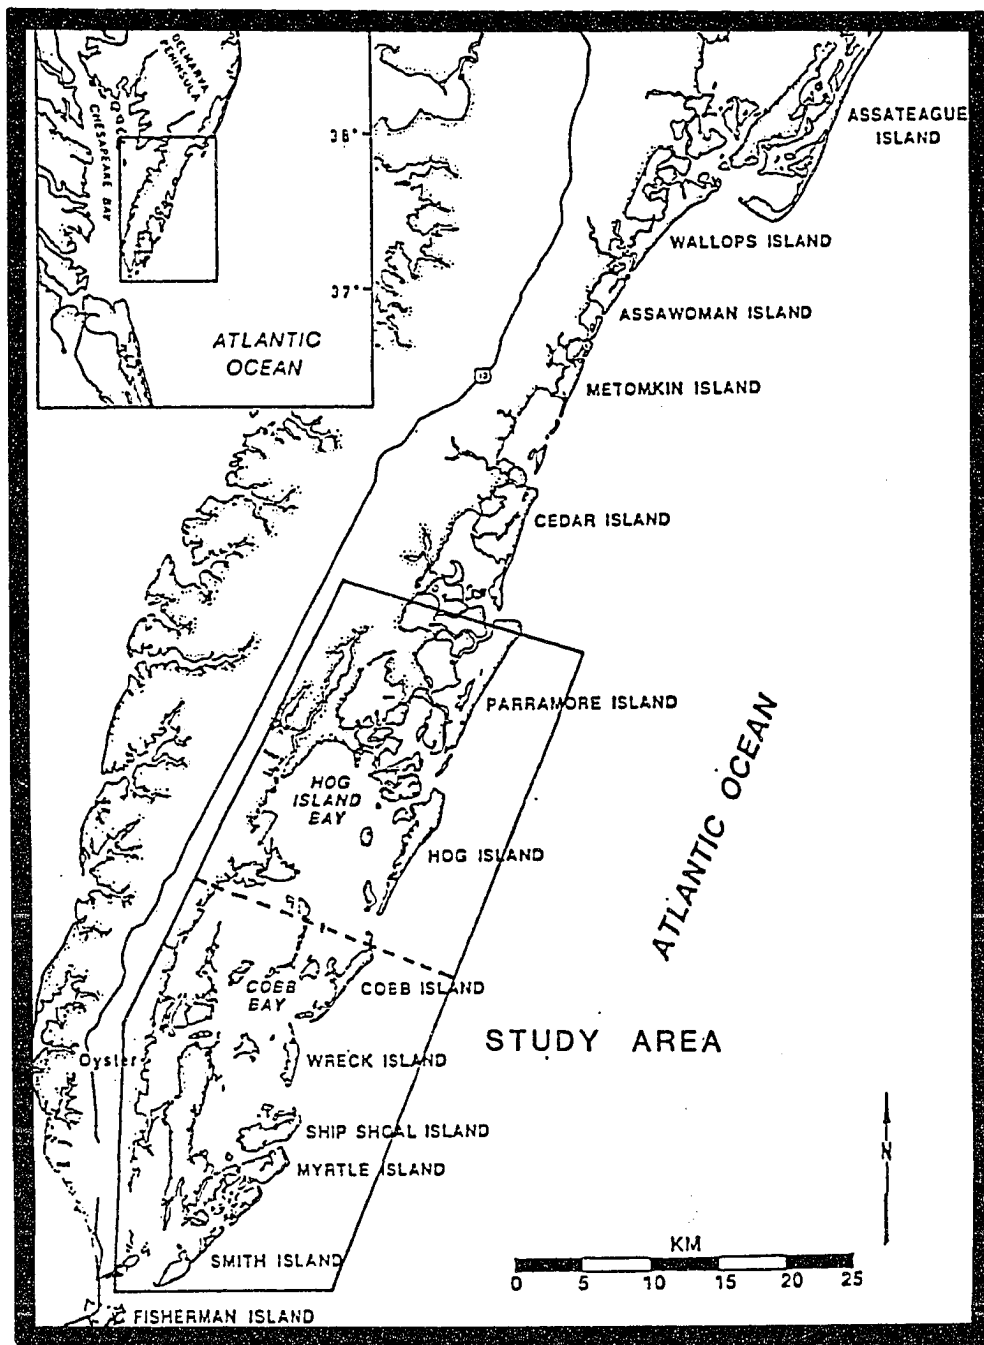 DELMARVA
PENINSULA
CHESAPEAKE BAY
38°
37°
ATLANTIC
OCEAN
ASSATEAGUE
ISLAND
WALLOPS ISLAND
ASSAWOMAN ISLAND
13
METOMKIN ISLAND
CEDAR ISLAND
PARRAMORE ISLAND
HOG
ISLAND
BAY
HOG ISLAND
ATLANTIC OCEAN
COBB
BAY
COBB ISLAND
STUDY AREA
Oyster
WRECK ISLAND
SHIP SHOAL ISLAND
MYRTLE ISLAND
N
SMITH ISLAND
KM
0 5 10 15 20 25
FISHERMAN ISLAND